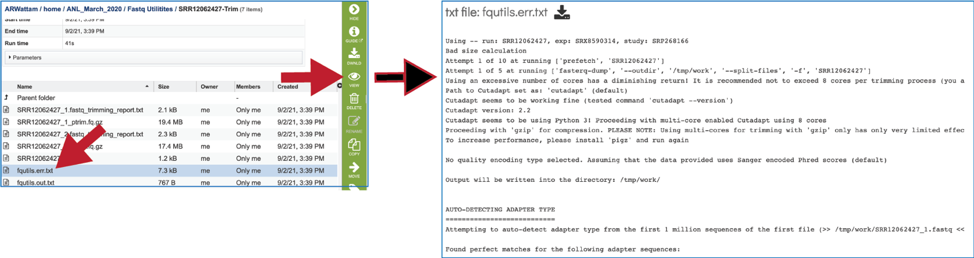 ARWattam / home / ANL_March_2020 / Fastq Utilitites / SRR12062427-Trim (7 items)
End time 9/2/21, 3:39 PM
Run time 41s
Parameters
Name Size Owner Members Created
Parent folder -
SRR12062427_1.fastq_trimming_report.txt 2.1 kB me Only me 9/2/21, 3:39 PM
SRR12062427_1_ptrim.fq.gz 19.4 MB me Only me 9/2/21, 3:39 PM
SRR12062427_2.fastq ing_report.txt 2.3 kB me Only me 9/2/21, 3:39 PM
SRR .fq.gz 17.4 MB me Only me 9/2/21, 3:39 PM
1.2 kB me Only me 9/2/21, 3:39 PM
fqutils.err.txt 7.3 kB me Only me 9/2/21, 3:39 PM
fqutils.out.txt 767 B me Only me 9/2/21, 3:39 PM
HIDE
GUIDE
DWNLD
VIEW
DELETE
RENAME
COPY
MOVE
txt file: fqutils.err.txt
Using -- run: SRR12062427, exp: SRX8590314, study: SRP268166
Bad size calculation
Attempt 1 of 10 at running ['prefetch', 'SRR12062427']
Attempt 1 of 5 at running ['fasterq-dump', '--outdir', '/tmp/work', '--split-files', '-f', 'SRR12062427']
Using an excessive number of cores has a diminishing return! It is recommended not to exceed 8 cores per trimming process (you a
Path to Cutadapt set as: 'cutadapt' (default)
Cutadapt seems to be working fine (tested command 'cutadapt --version')
Cutadapt version: 2.2
Cutadapt seems to be using Python 3! Proceeding with multi-core enabled Cutadapt using 8 cores
Proceeding with 'gzip' for compression. PLEASE NOTE: Using multi-cores for trimming with 'gzip' only has only very limited effec
To increase performance, please install 'pigz' and run again
No quality encoding type selected. Assuming that the data provided uses Sanger encoded Phred scores (default)
Output will be written into the directory: /tmp/work/
AUTO-DETECTING ADAPTER TYPE
===========================
Attempting to auto-detect adapter type from the first 1 million sequences of the first file (>> /tmp/work/SRR12062427_1.fastq <<
Found perfect matches for the following adapter sequences: